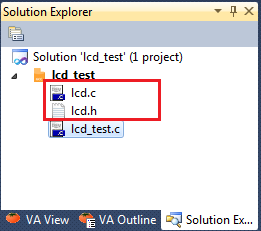 Solution Explorer
Solution 'lcd_test' (1 project)
lcd_test
lcd.c
lcd.h
lcd_test.c
VA View
VA Outline
Solution Ex...